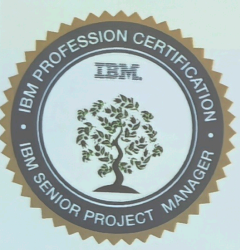 IBM PROFESSION CERTIFICATION
IBM
IBM SENIOR PROJECT MANAGER